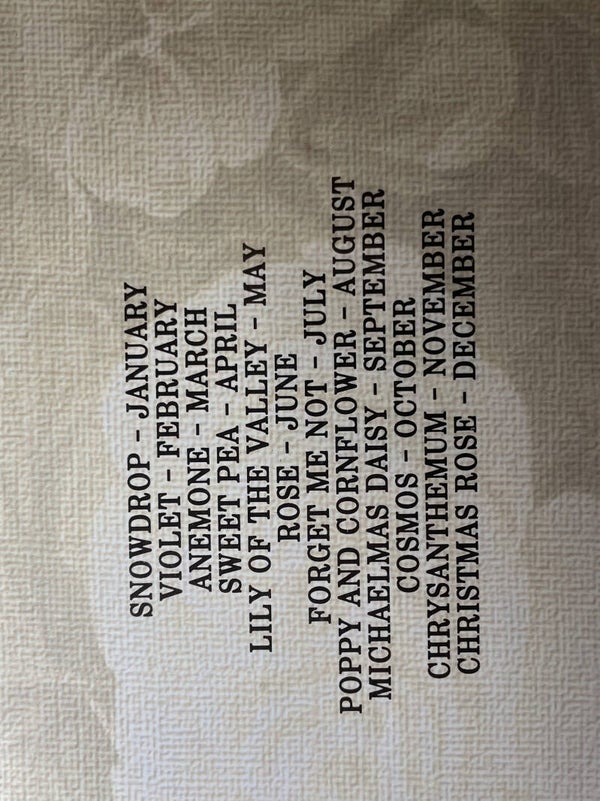 SNOWDROP - JANUARY
VIOLET - FEBRUARY
ANEMONE - MARCH
SWEET PEA - APRIL
LILY OF THE VALLEY - MAY
ROSE - JUNE
FORGET ME NOT - JULY
POPPY AND CORNFLOWER - AUGUST
MICHAELMAS DAISY - SEPTEMBER
COSMOS - OCTOBER
CHRYSANTHEMUM - NOVEMBER
CHRISTMAS ROSE - DECEMBER